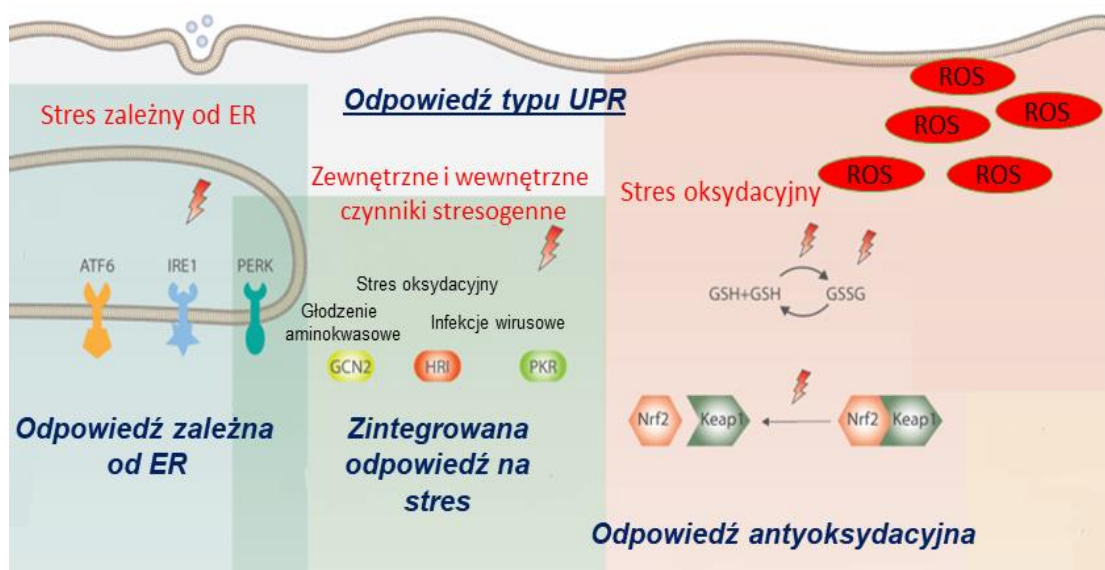 Odpowiedź typu UPR
Stres zależny od ER
ATF6
IRE1
PERK
Odpowiedź zależna
od ER
Zewnętrzne i wewnętrzne
czynniki stresogenne
Stres oksydacyjny
Głodzenie
aminokwasowe
Infekcje wirusowe
GCN2
HRI
PKR
Zintegrowana
odpowiedź na
stres
ROS
ROS
ROS
ROS
ROS
Stres oksydacyjny
GSH+GSH
GSSG
Nrf2
Keap1
Nrf2
Keap1
Odpowiedź antyoksydacyjna